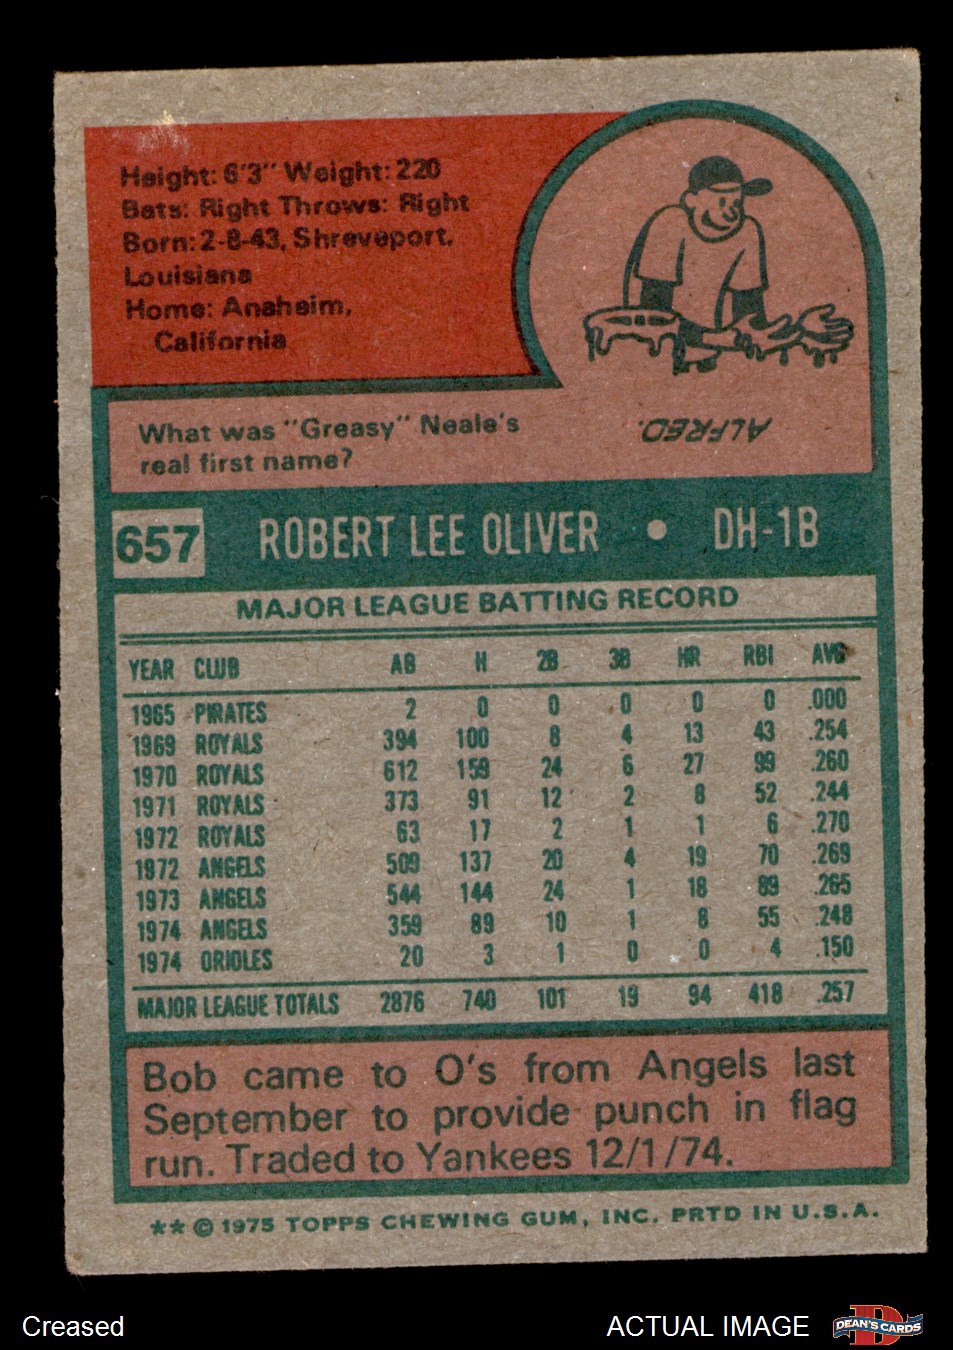 Height: 6'3" Weight: 220
Bats: Right Throws: Right
Born: 2-8-43, Shreveport,
Louisiana
Home: Anaheim,
California
What was "Greasy" Neale's
real first name?
ALFRED.
657 ROBERT LEE OLIVER • DH-1B
MAJOR LEAGUE BATTING RECORD
YEAR CLUB AB H 2B 3B HR RBI AVG
1965 PIRATES 2 0 0 0 0 0 .000
1969 ROYALS 394 100 8 4 13 43 .254
1970 ROYALS 612 159 24 6 27 99 .260
1971 ROYALS 373 91 12 2 8 52 .244
1972 ROYALS 63 17 2 1 1 6 .270
1972 ANGELS 509 137 20 4 19 70 .269
1973 ANGELS 544 144 24 1 18 89 .265
1974 ANGELS 359 89 10 1 8 55 .248
1974 ORIOLES 20 3 1 0 0 4 .150
MAJOR LEAGUE TOTALS 2876 740 101 19 94 418 .257
Bob came to O's from Angels last
September to provide punch in flag
run. Traded to Yankees 12/1/74.
** © 1975 TOPPS CHEWING GUM, INC. PRTD IN U.S.A.
Creased
ACTUAL IMAGE
D
DEAN'S CARDS